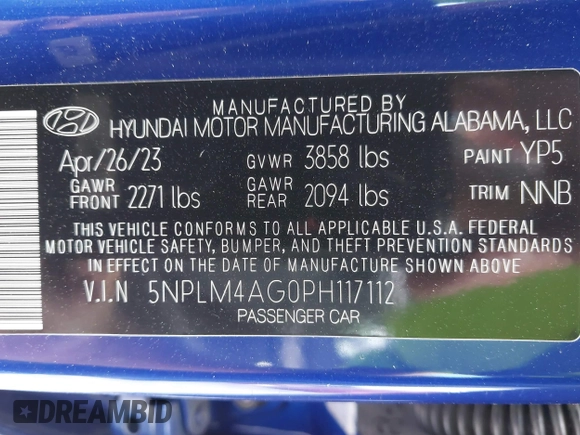 MANUFACTURED BY
HYUNDAI MOTOR MANUFACTURING ALABAMA, LLC
Apr/26/23 GVWR 3858 lbs PAINT YP5
GAWR FRONT 2271 lbs GAWR REAR 2094 lbs TRIM NNB
THIS VEHICLE CONFORMS TO ALL APPLICABLE U.S.A. FEDERAL
MOTOR VEHICLE SAFETY, BUMPER, AND THEFT PREVENTION STANDARDS
IN EFFECT ON THE DATE OF MANUFACTURE SHOWN ABOVE
V.I.N 5NPLM4AG0PH117112
PASSENGER CAR
DREAMBID